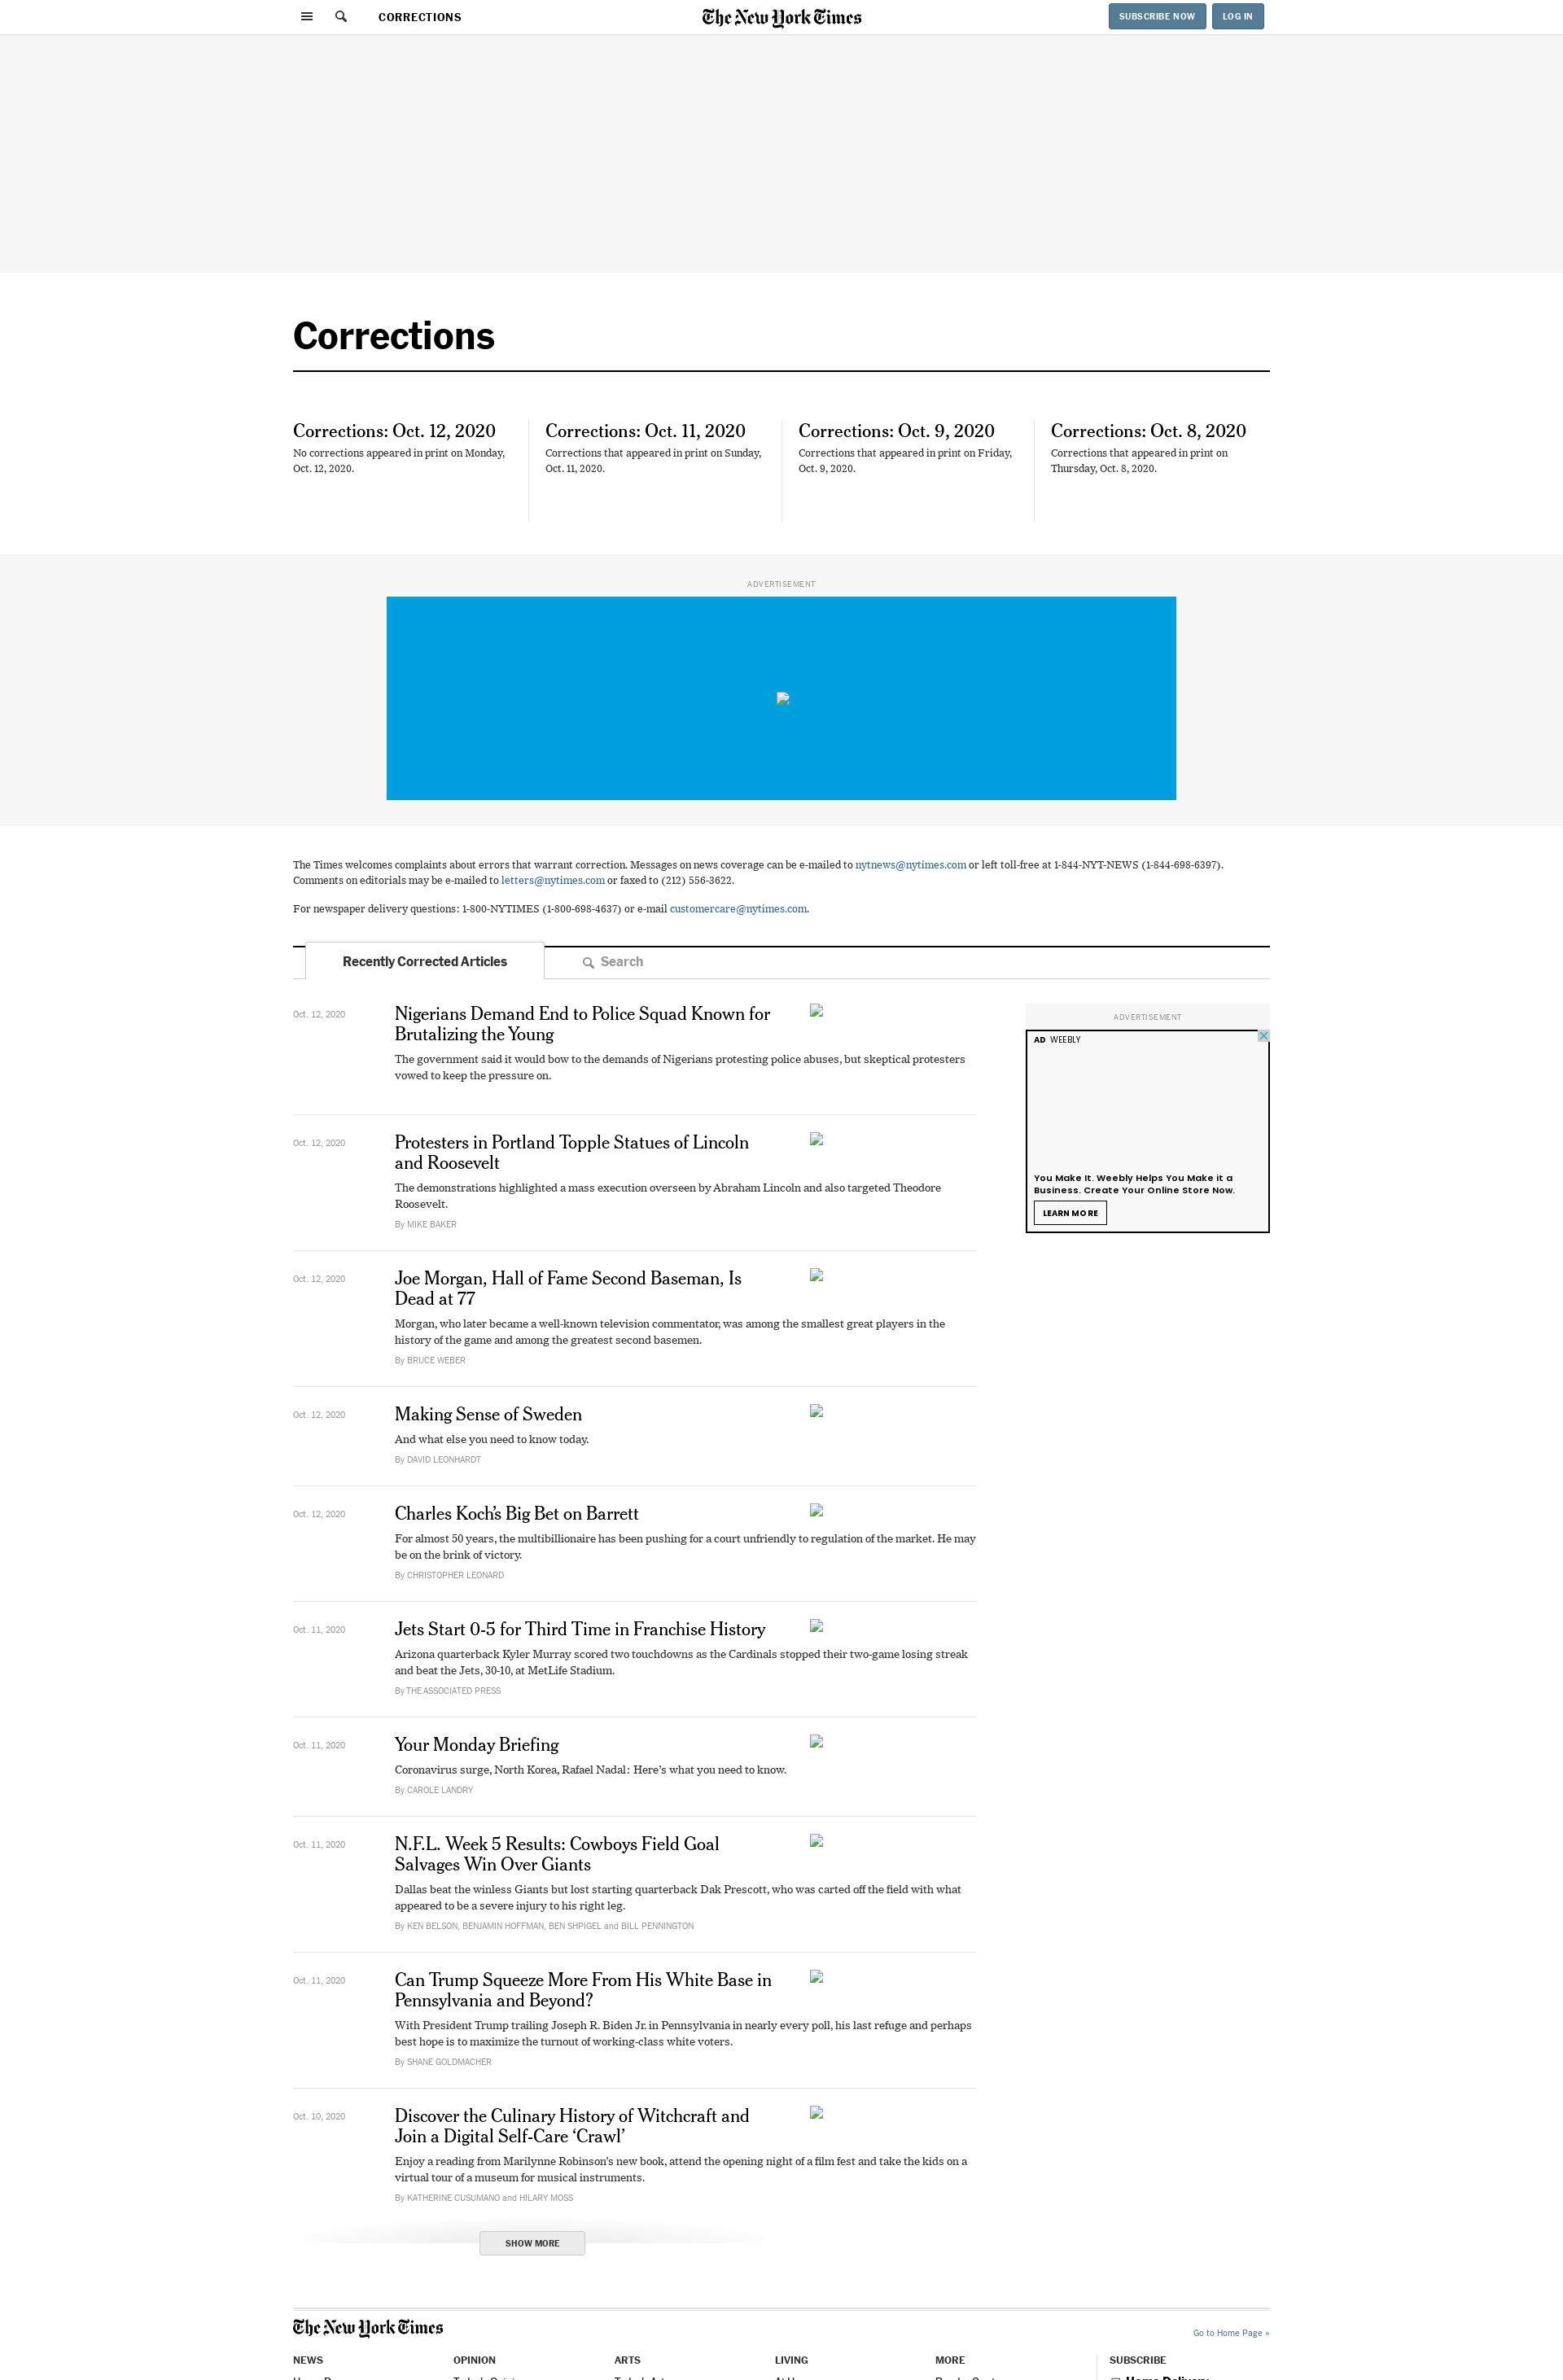 CORRECTIONS
The New York Times
SUBSCRIBE NOW
LOG IN
Corrections
Corrections: Oct. 12, 2020
No corrections appeared in print on Monday,
Oct. 12, 2020.
Corrections: Oct. 11, 2020
Corrections that appeared in print on Sunday,
Oct. 11, 2020.
Corrections: Oct. 9, 2020
Corrections that appeared in print on Friday,
Oct. 9, 2020.
Corrections: Oct. 8, 2020
Corrections that appeared in print on
Thursday, Oct. 8, 2020.
ADVERTISEMENT
The Times welcomes complaints about errors that warrant correction. Messages on news coverage can be e-mailed to nytnews@nytimes.com or left toll-free at 1-844-NYT-NEWS (1-844-698-6397).
Comments on editorials may be e-mailed to letters@nytimes.com or faxed to (212) 556-3622.
For newspaper delivery questions: 1-800-NYTIMES (1-800-698-4637) or e-mail customercare@nytimes.com.
Recently Corrected Articles
Search
Oct. 12, 2020
Nigerians Demand End to Police Squad Known for
Brutalizing the Young
The government said it would bow to the demands of Nigerians protesting police abuses, but skeptical protesters
vowed to keep the pressure on.
ADVERTISEMENT
AD WEEBLY
You Make It. Weebly Helps You Make it a
Business. Create Your Online Store Now.
LEARN MORE
Oct. 12, 2020
Protesters in Portland Topple Statues of Lincoln
and Roosevelt
The demonstrations highlighted a mass execution overseen by Abraham Lincoln and also targeted Theodore
Roosevelt.
By MIKE BAKER
Oct. 12, 2020
Joe Morgan, Hall of Fame Second Baseman, Is
Dead at 77
Morgan, who later became a well-known television commentator, was among the smallest great players in the
history of the game and among the greatest second basemen.
By BRUCE WEBER
Oct. 12, 2020
Making Sense of Sweden
And what else you need to know today.
By DAVID LEONHARDT
Oct. 12, 2020
Charles Koch’s Big Bet on Barrett
For almost 50 years, the multibillionaire has been pushing for a court unfriendly to regulation of the market. He may
be on the brink of victory.
By CHRISTOPHER LEONARD
Oct. 11, 2020
Jets Start 0-5 for Third Time in Franchise History
Arizona quarterback Kyler Murray scored two touchdowns as the Cardinals stopped their two-game losing streak
and beat the Jets, 30-10, at MetLife Stadium.
By THE ASSOCIATED PRESS
Oct. 11, 2020
Your Monday Briefing
Coronavirus surge, North Korea, Rafael Nadal: Here’s what you need to know.
By CAROLE LANDRY
Oct. 11, 2020
N.F.L. Week 5 Results: Cowboys Field Goal
Salvages Win Over Giants
Dallas beat the winless Giants but lost starting quarterback Dak Prescott, who was carted off the field with what
appeared to be a severe injury to his right leg.
By KEN BELSON, BENJAMIN HOFFMAN, BEN SHPIGEL and BILL PENNINGTON
Oct. 11, 2020
Can Trump Squeeze More From His White Base in
Pennsylvania and Beyond?
With President Trump trailing Joseph R. Biden Jr. in Pennsylvania in nearly every poll, his last refuge and perhaps
best hope is to maximize the turnout of working-class white voters.
By SHANE GOLDMACHER
Oct. 10, 2020
Discover the Culinary History of Witchcraft and
Join a Digital Self-Care ‘Crawl’
Enjoy a reading from Marilynne Robinson’s new book, attend the opening night of a film fest and take the kids on a
virtual tour of a museum for musical instruments.
By KATHERINE CUSUMANO and HILARY MOSS
SHOW MORE
The New York Times
Go to Home Page »
NEWS
OPINION
ARTS
LIVING
MORE
SUBSCRIBE
Home Delivery